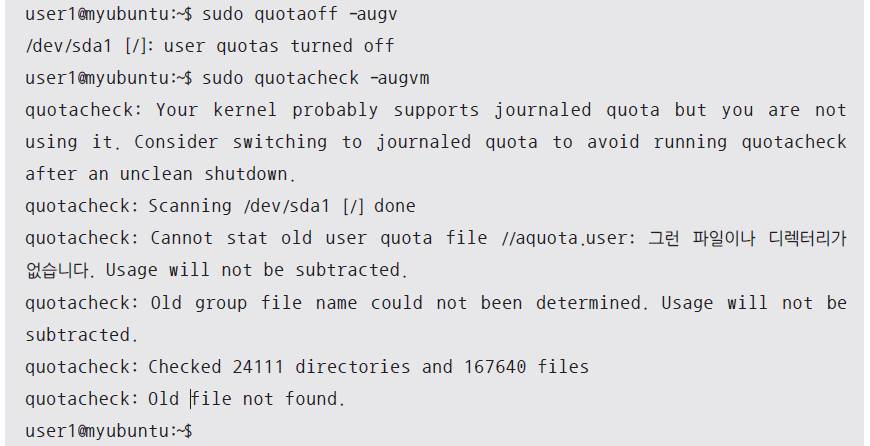 user1@myubuntu:~$ sudo quotaoff -augv
/dev/sda1 [/]: user quotas turned off
user1@myubuntu:~$ sudo quotacheck -augvm
quotacheck: Your kernel probably supports journaled quota but you are not
using it. Consider switching to journaled quota to avoid running quotacheck
after an unclean shutdown.
quotacheck: Scanning /dev/sda1 [/] done
quotacheck: Cannot stat old user quota file //aquota.user: 그런 파일이나 디렉터리가
없습니다. Usage will not be subtracted.
quotacheck: Old group file name could not been determined. Usage will not be
subtracted.
quotacheck: Checked 24111 directories and 167640 files
quotacheck: Old file not found.
user1@myubuntu:~$